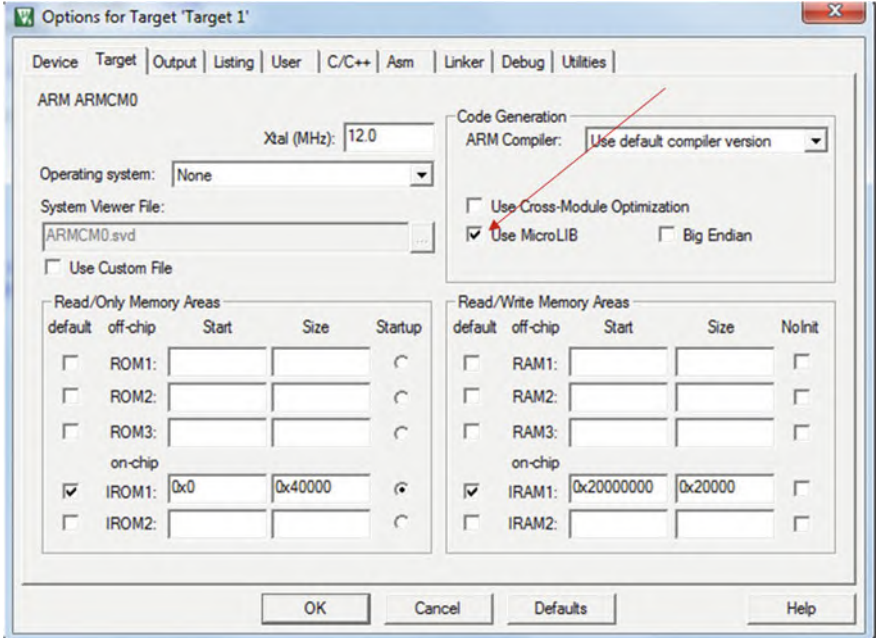 Options for Target 'Target 1'
Device Target Output Listing User C/C++ Asm Linker Debug Utilities
ARM ARMCM0
Xtal (MHz): 12.0
Operating system: None
System Viewer File:
ARMCM0.svd ...
Use Custom File
Code Generation
ARM Compiler: Use default compiler version
Use Cross-Module Optimization
Use MicroLIB Big Endian
Read/Only Memory Areas
default off-chip Start Size Startup
ROM1:
ROM2:
ROM3:
on-chip
IROM1: 0x0 0x40000
IROM2:
Read/Write Memory Areas
default off-chip Start Size NoInit
RAM1:
RAM2:
RAM3:
on-chip
IRAM1: 0x20000000 0x20000
IRAM2:
OK Cancel Defaults Help